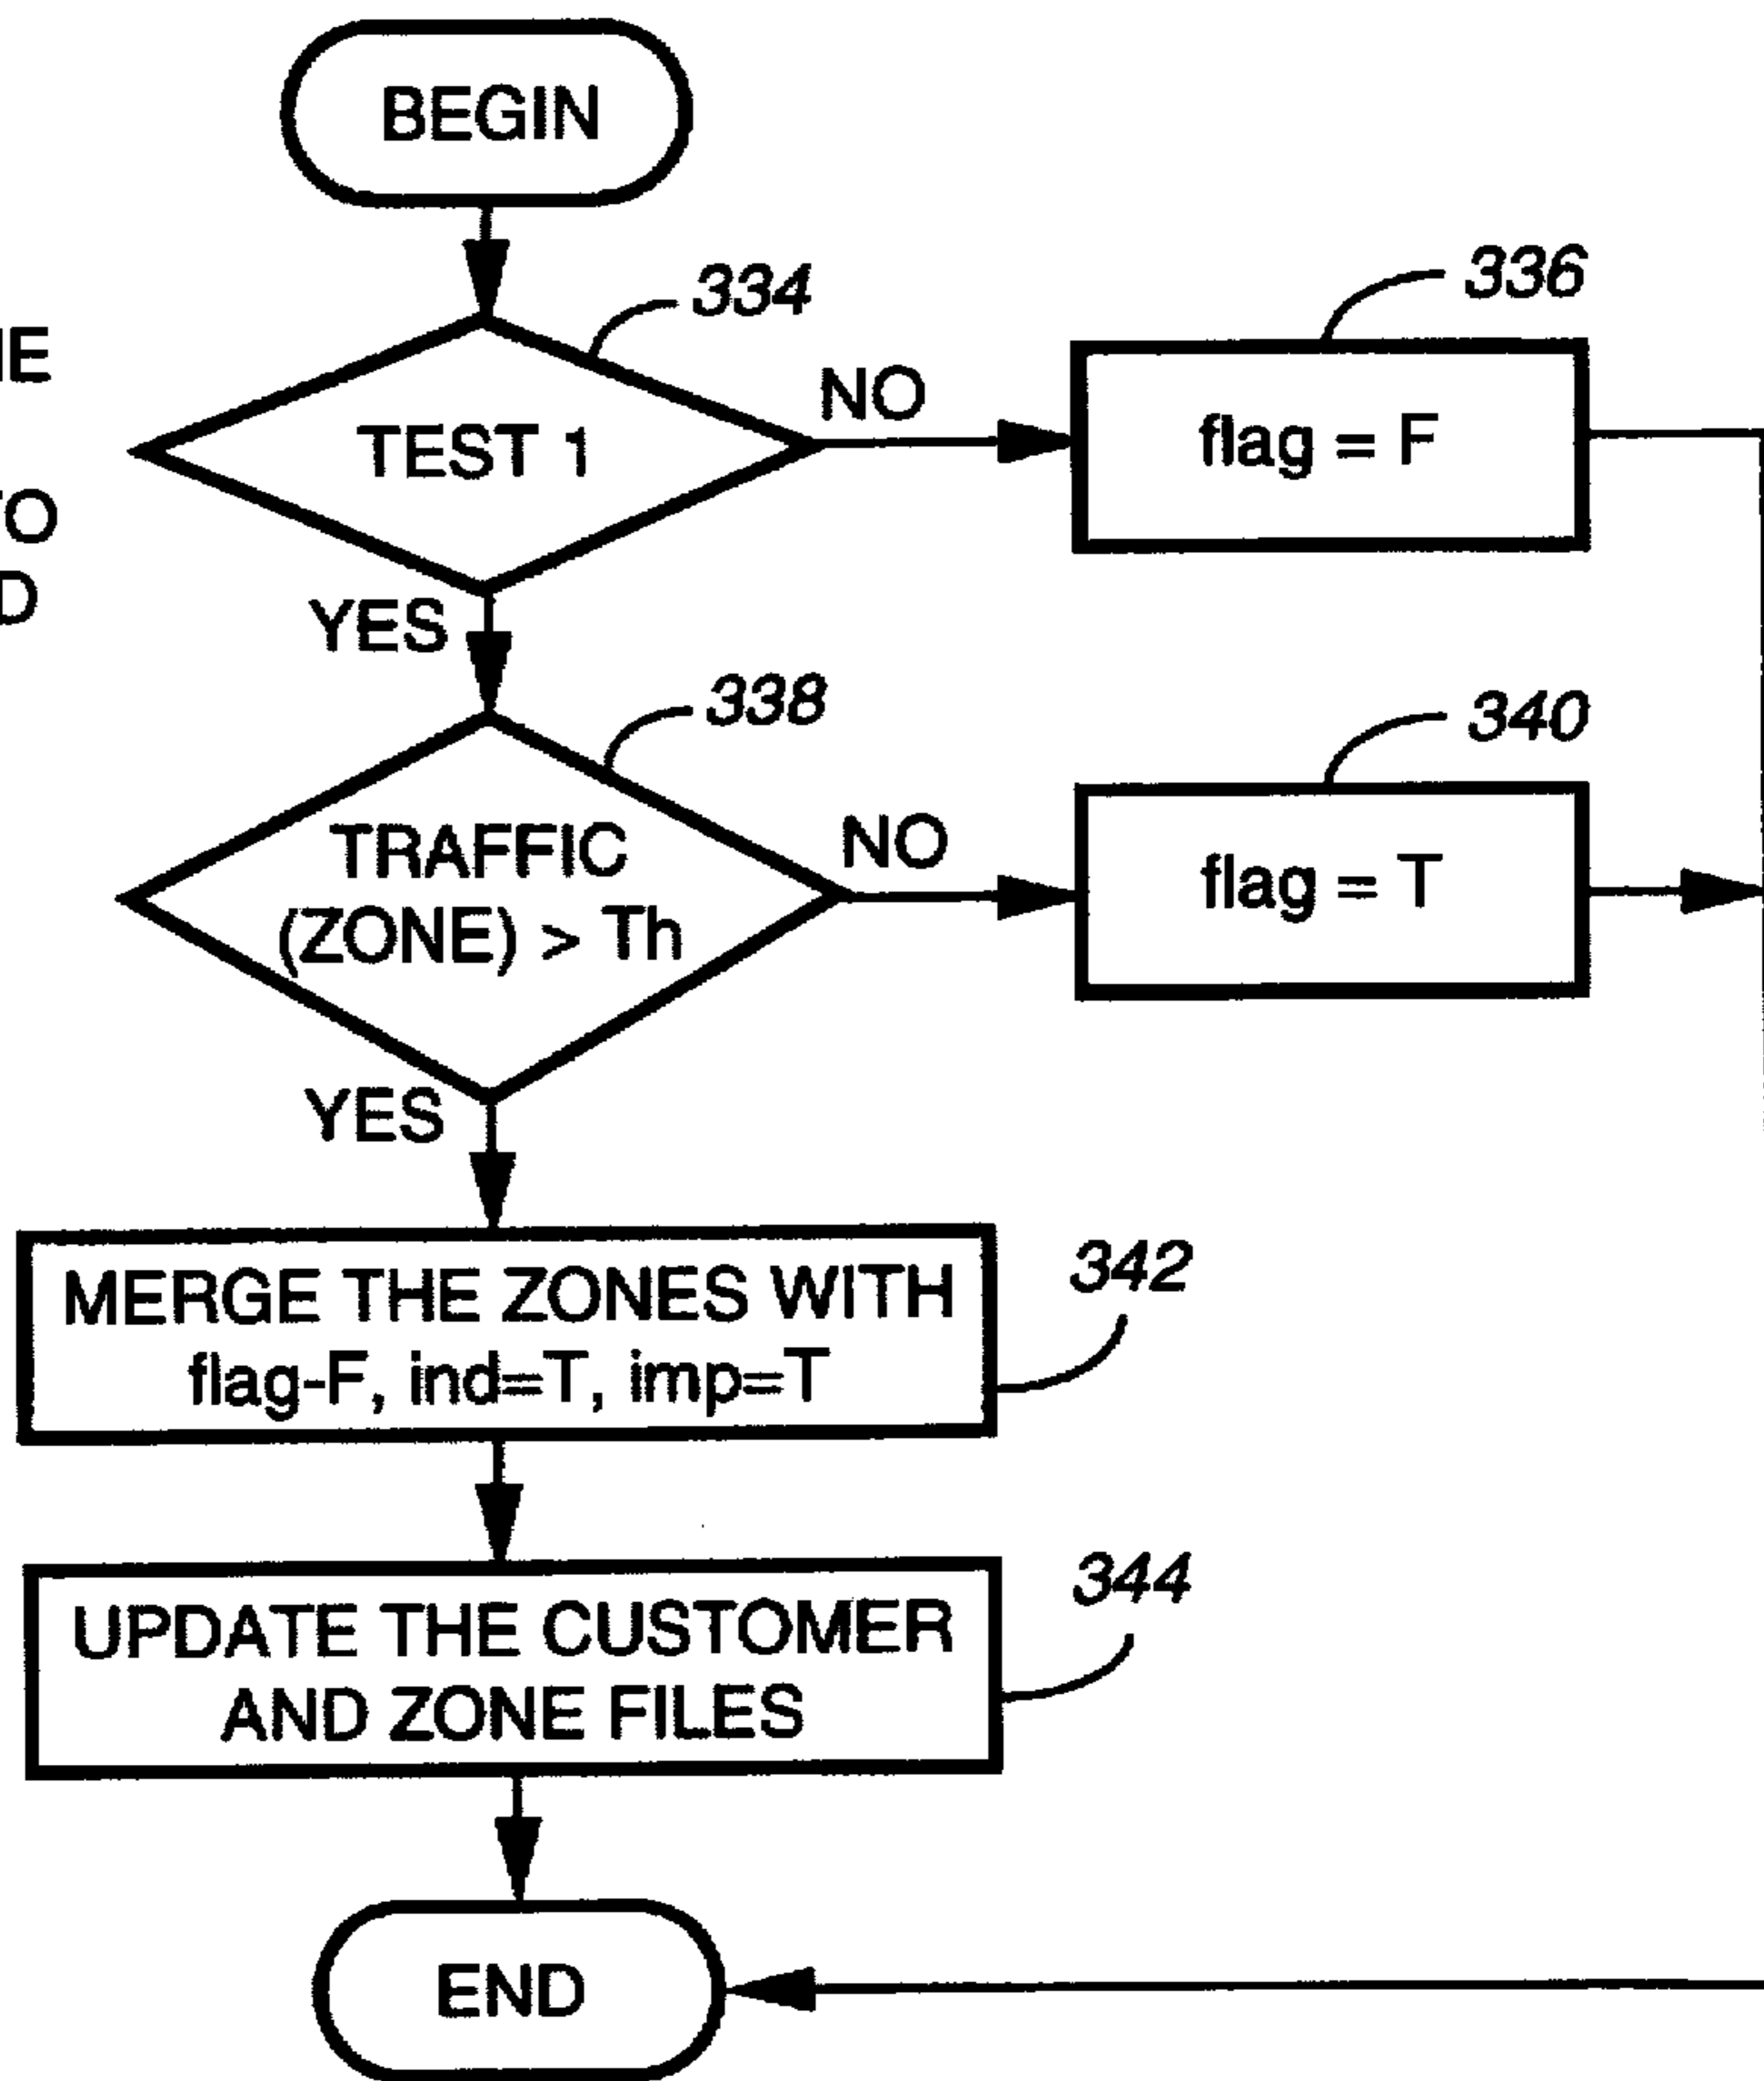 BEGIN
334
336
TEST 1
NO
flag = F
TO
YES
338
340
TRAFFIC
(ZONE) > Th
NO
flag = T
YES
342
MERGE THE ZONES WITH
flag-F, ind=T, imp=T
344
UPDATE THE CUSTOMER
AND ZONE FILES
END